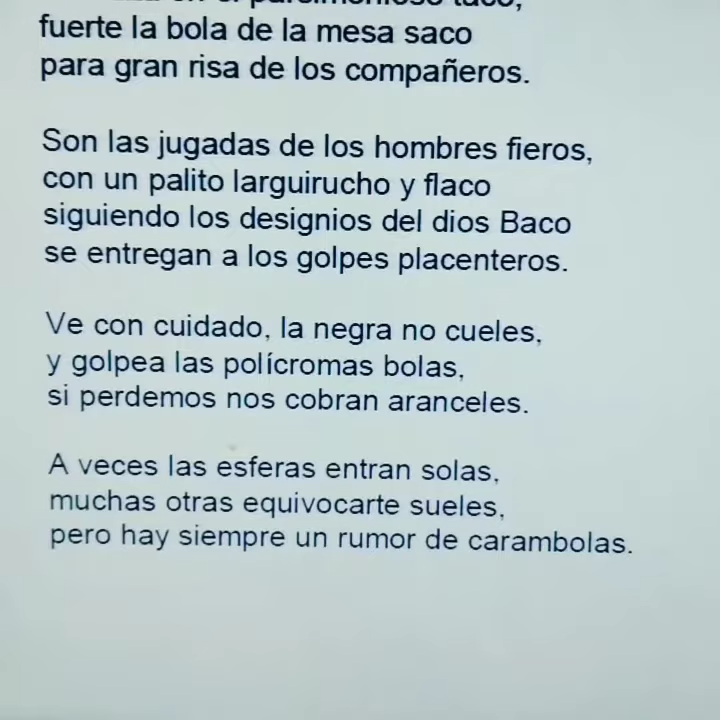 fuerte la bola de la mesa saco
para gran risa de los compañeros.
Son las jugadas de los hombres fieros,
con un palito larguirucho y flaco
siguiendo los designios del dios Baco
se entregan a los golpes placenteros.
Ve con cuidado, la negra no cueles,
y golpea las polícromas bolas,
si perdemos nos cobran aranceles.
A veces las esferas entran solas,
muchas otras equivocarte sueles,
pero hay siempre un rumor de carambolas.